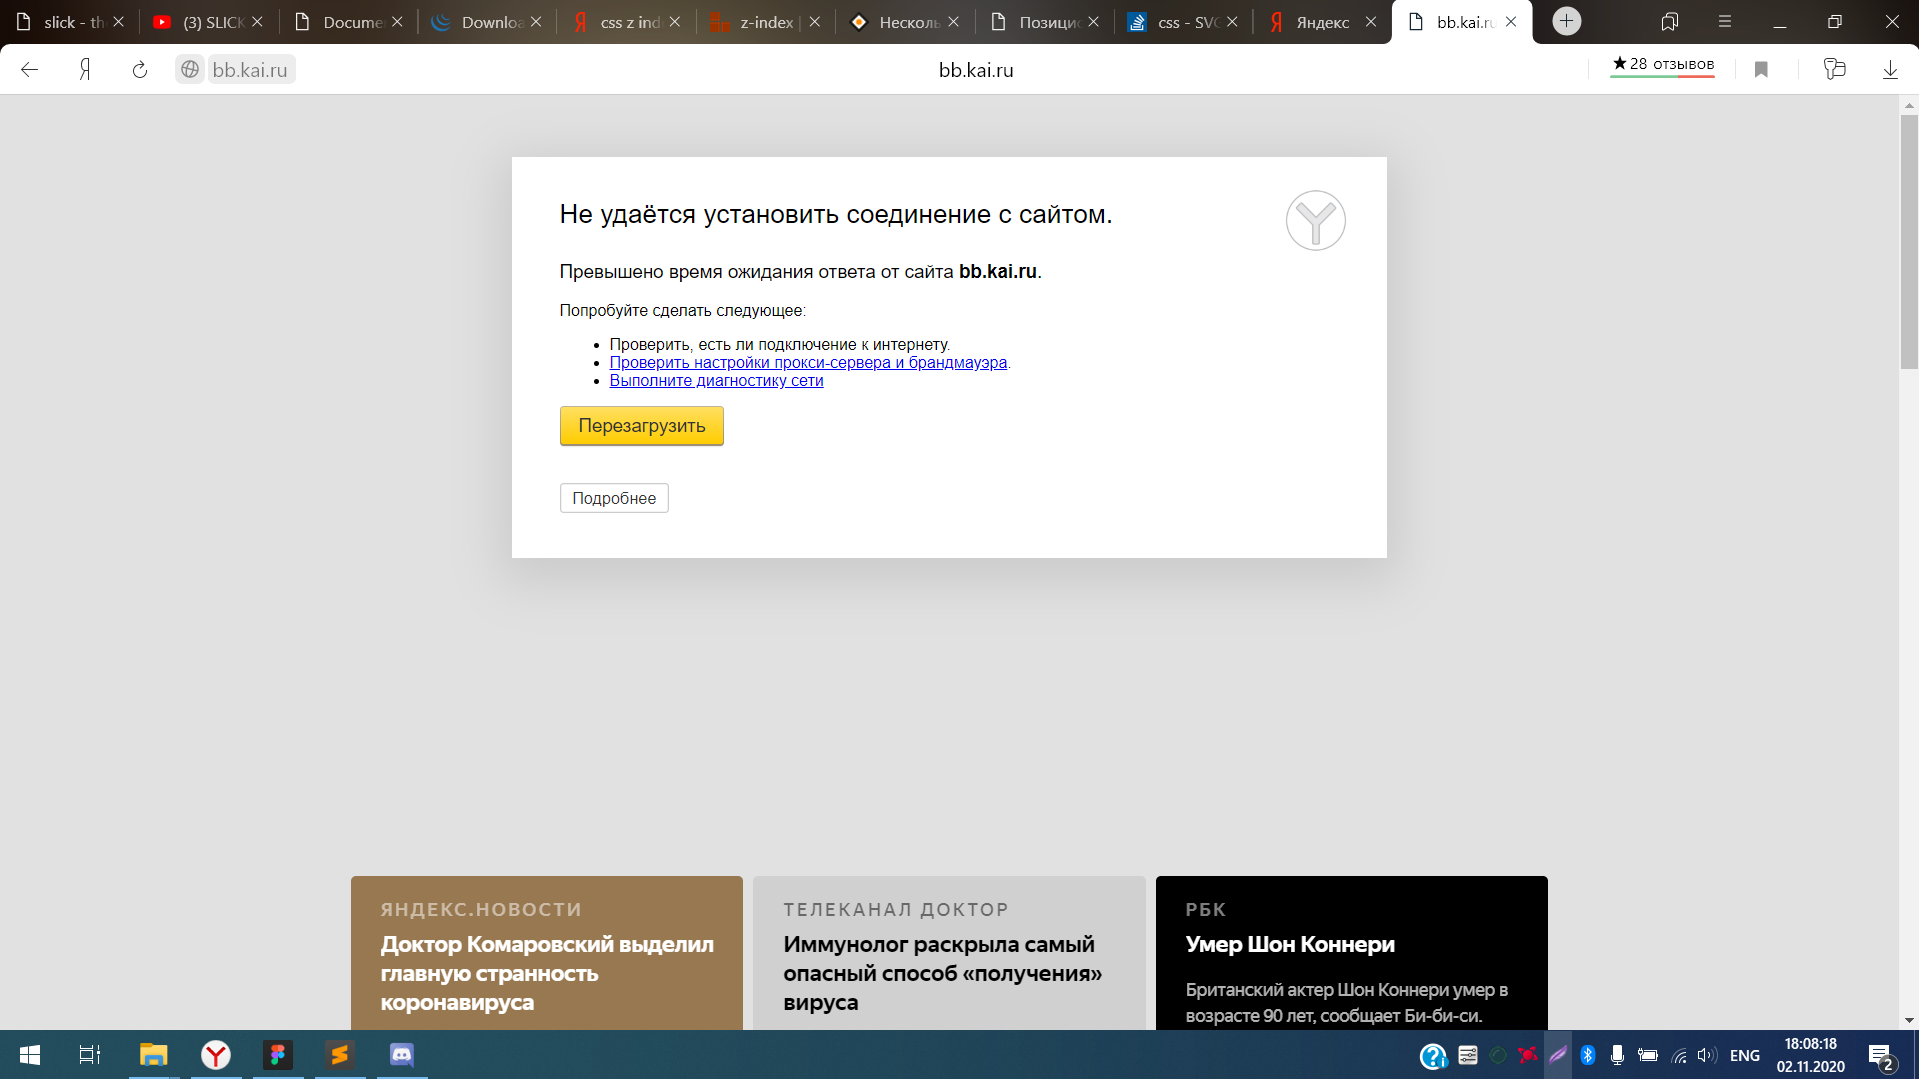 slick - th
(3) SLICK
Docume
Downloa
css z ind
z-index |
Несколь
Позици
css - SVG
Яндекс
bb.kai.ru
bb.kai.ru
bb.kai.ru
★28 отзывов
Не удаётся установить соединение с сайтом.
Превышено время ожидания ответа от сайта bb.kai.ru.
Попробуйте сделать следующее:
Проверить, есть ли подключение к интернету.
Проверить настройки прокси-сервера и брандмауэра.
Выполните диагностику сети
Перезагрузить
Подробнее
ЯНДЕКС.НОВОСТИ
Доктор Комаровский выделил
главную странность
коронавируса
ТЕЛЕКАНАЛ ДОКТОР
Иммунолог раскрыла самый
опасный способ «получения»
вируса
РБК
Умер Шон Коннери
Британский актер Шон Коннери умер в
возрасте 90 лет, сообщает Би-би-си.
ENG
18:08:18
02.11.2020
2